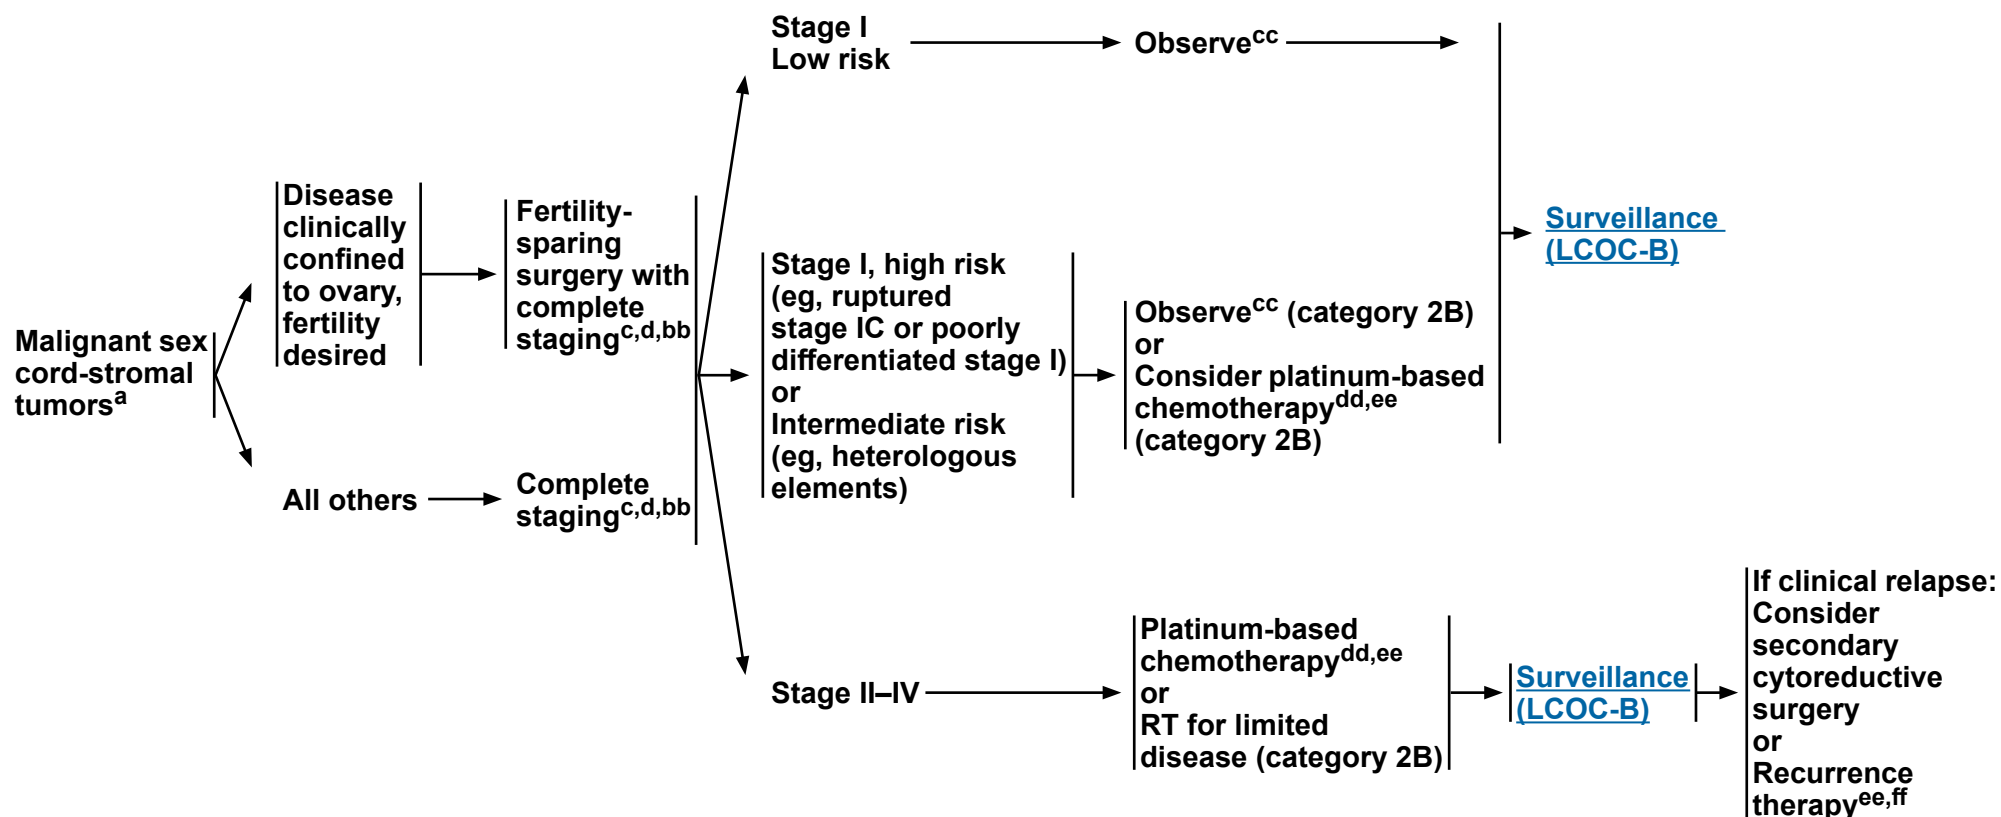 Malignant sex
cord-stromal
tumorsa
Disease
clinically
confined
to ovary,
fertility
desired
All others
Fertility-
sparing
surgery with
complete
stagingc,d,bb
Complete
stagingc,d,bb
Stage I
Low risk
Observecc
Stage I, high risk
(eg, ruptured
stage IC or poorly
differentiated stage I)
or
Intermediate risk
(eg, heterologous
elements)
Observecc (category 2B)
or
Consider platinum-based
chemotherapydd,ee
(category 2B)
Surveillance
(LCOC-B)
Stage II–IV
Platinum-based
chemotherapydd,ee
or
RT for limited
disease (category 2B)
Surveillance
(LCOC-B)
If clinical relapse:
Consider
secondary
cytoreductive
surgery
or
Recurrence
therapyee,ff